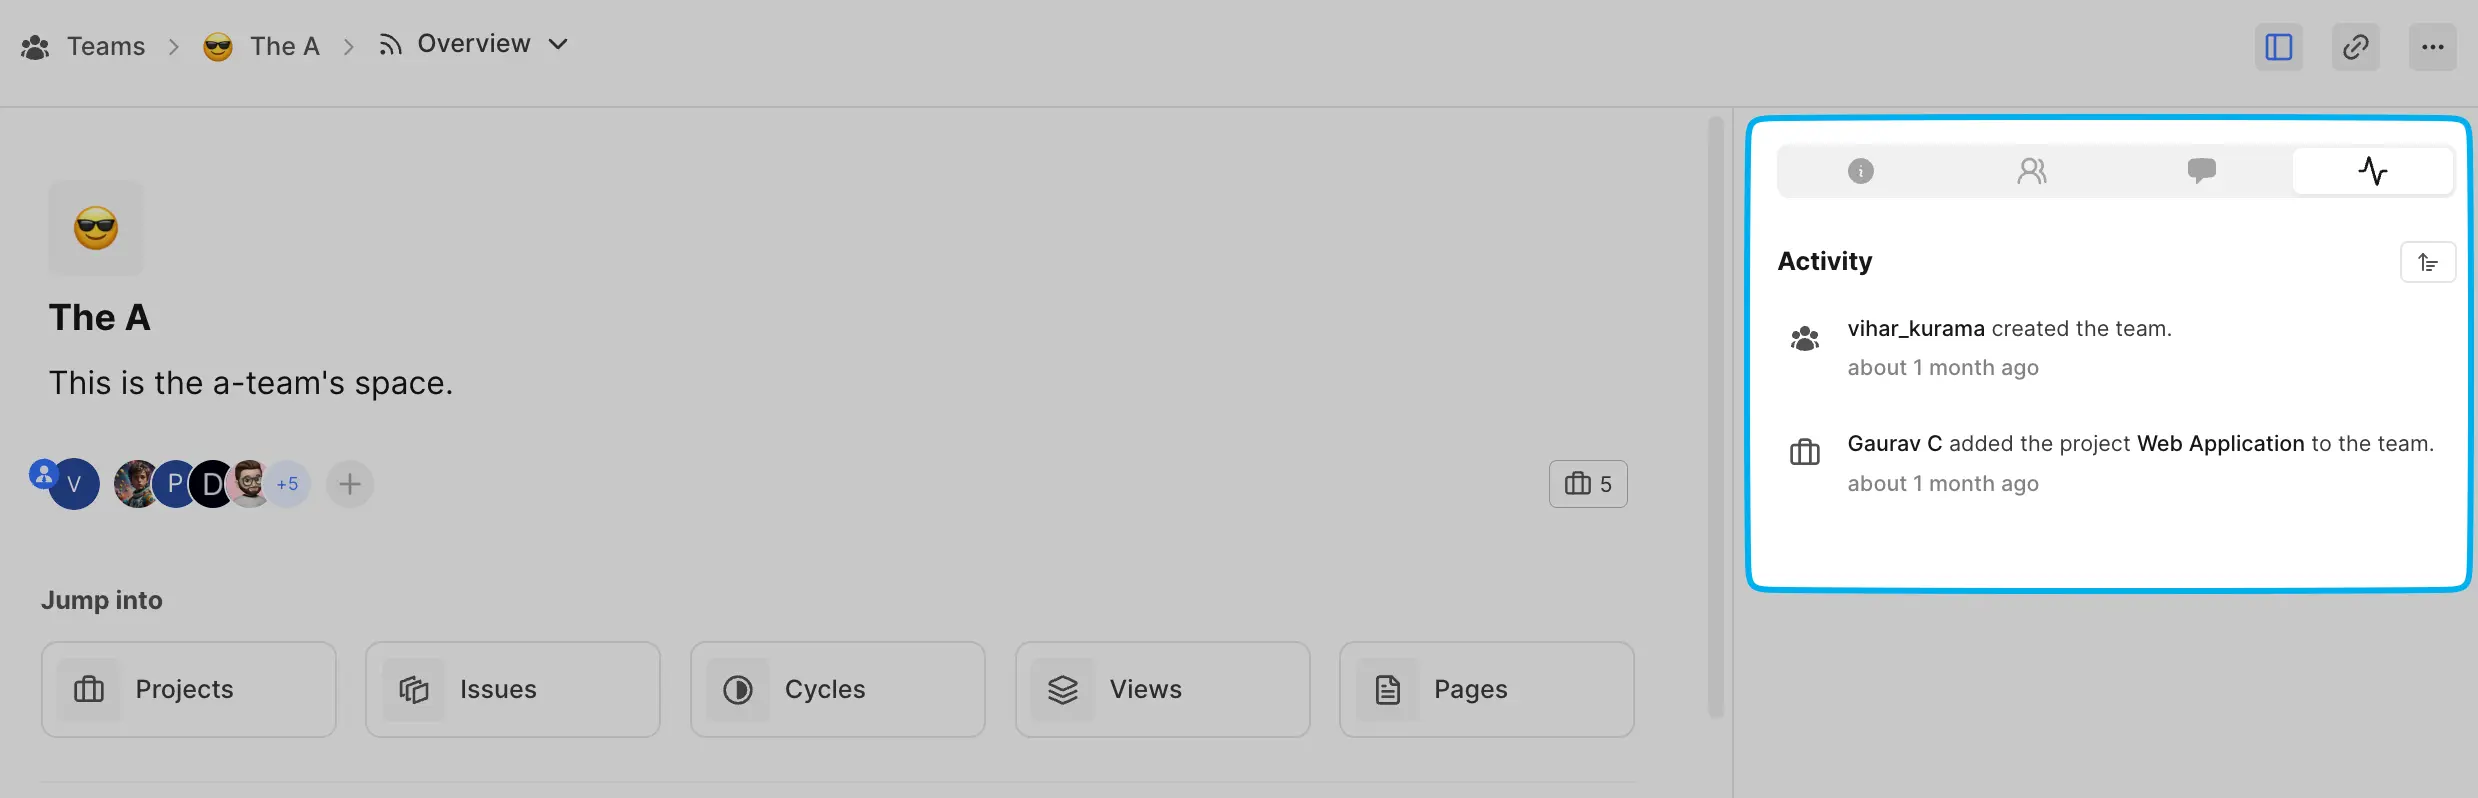 Teams > The A > Overview
Activity
vihar_kurama created the team.
about 1 month ago
Gaurav C added the project Web Application to the team.
about 1 month ago
The A
This is the a-team's space.
V P D +5
5
Jump into
Projects
Issues
Cycles
Views
Pages